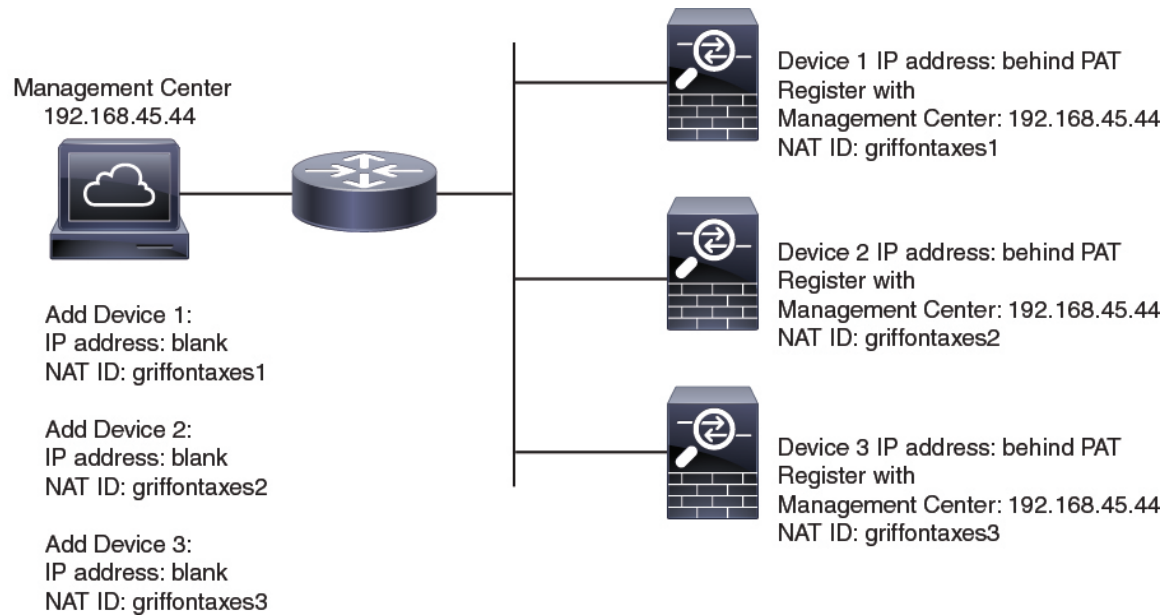 Management Center
192.168.45.44
Add Device 1:
IP address: blank
NAT ID: griffontaxes1
Add Device 2:
IP address: blank
NAT ID: griffontaxes2
Add Device 3:
IP address: blank
NAT ID: griffontaxes3
Device 1 IP address: behind PAT
Register with
Management Center: 192.168.45.44
NAT ID: griffontaxes1
Device 2 IP address: behind PAT
Register with
Management Center: 192.168.45.44
NAT ID: griffontaxes2
Device 3 IP address: behind PAT
Register with
Management Center: 192.168.45.44
NAT ID: griffontaxes3